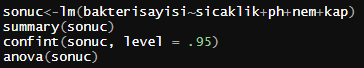 sonuc<-lm(bakterisayisi~sicaklik+ph+nem+kap)
summary(sonuc)
confint(sonuc, level = .95)
anova(sonuc)